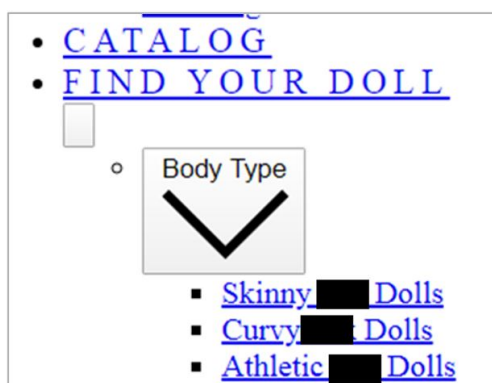 CATALOG
FIND YOUR DOLL
Body Type
Skinny Dolls
Curvy Dolls
Athletic Dolls